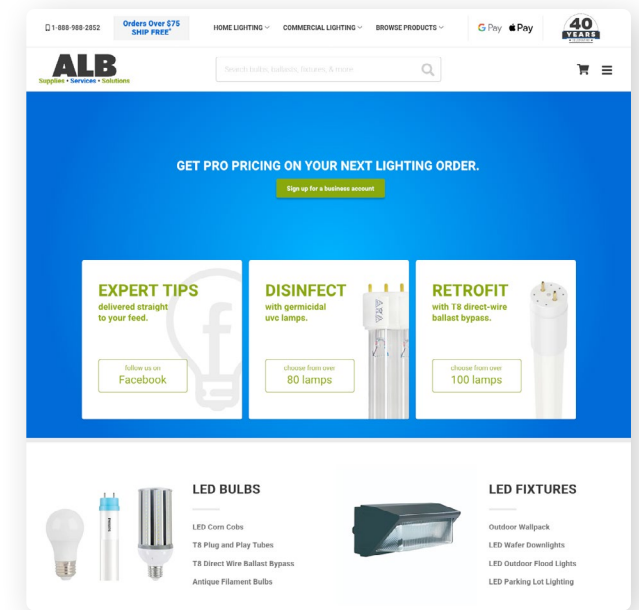 1-888-988-2852
Orders Over $75
SHIP FREE*
HOME LIGHTING
COMMERCIAL LIGHTING
BROWSE PRODUCTS
G Pay
Pay
40
YEARS
ALB
Supplies • Services • Solutions
Search bulbs, ballasts, fixtures, & more
GET PRO PRICING ON YOUR NEXT LIGHTING ORDER.
Sign up for a business account
EXPERT TIPS
delivered straight
to your feed.
follow us on
Facebook
DISINFECT
with germicidal
uvc lamps.
choose from over
80 lamps
RETROFIT
with T8 direct-wire
ballast bypass.
choose from over
100 lamps
LED BULBS
LED Corn Cobs
T8 Plug and Play Tubes
T8 Direct Wire Ballast Bypass
Antique Filament Bulbs
LED FIXTURES
Outdoor Wallpack
LED Wafer Downlights
LED Outdoor Flood Lights
LED Parking Lot Lighting